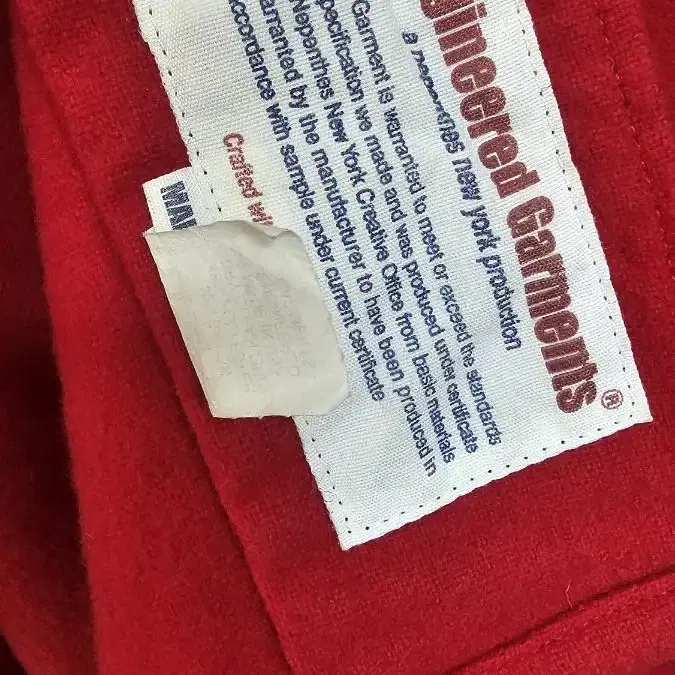 gineered Garments®
a nepenthes new york production
Garment is warranted to meet or exceed the standards
specification we made and was produced under certificate
Nepenthes New York Creative Office from basic materials
warranted by the manufacturer to have been produced in
accordance with sample under current certificate
Crafted wi
MA